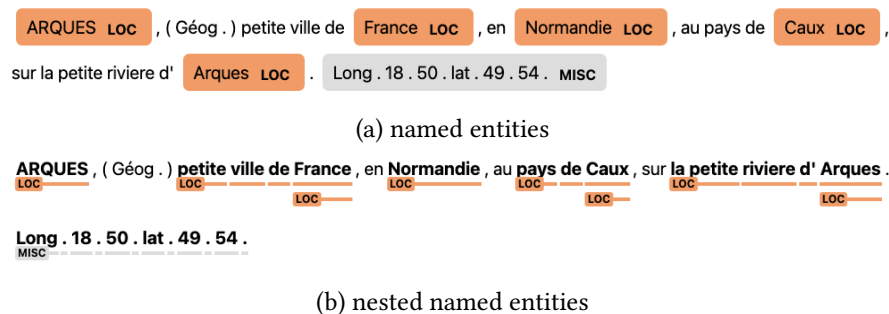 ARQUES LOC , ( Géog . ) petite ville de France LOC , en Normandie LOC , au pays de Caux LOC ,
sur la petite riviere d' Arques LOC . Long . 18 . 50 . lat . 49 . 54 . MISC
(a) named entities
ARQUES , ( Géog . ) petite ville de France , en Normandie , au pays de Caux , sur la petite riviere d' Arques .
LOC LOC LOC LOC LOC
LOC LOC LOC
Long . 18 . 50 . lat . 49 . 54 .
MISC
(b) nested named entities